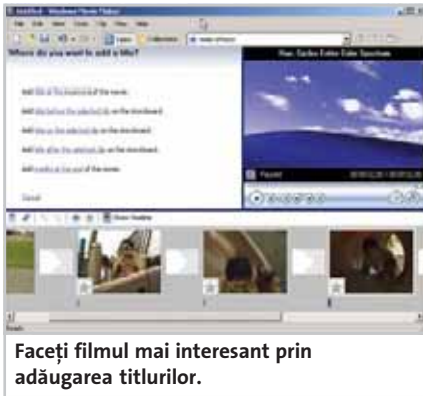 Untitled - Windows Movie Maker
File Edit View Tools Clip Play Help
Tasks Collections
Where do you want to add a title?
Add title at the beginning of the movie.
Add title before the selected clip on the storyboard.
Add title on the selected clip on the storyboard.
Add title after the selected clip on the storyboard.
Add credits at the end of the movie.
Cancel
Paused
Show Timeline
Ready
Faceți filmul mai interesant prin
adăugarea titlurilor.